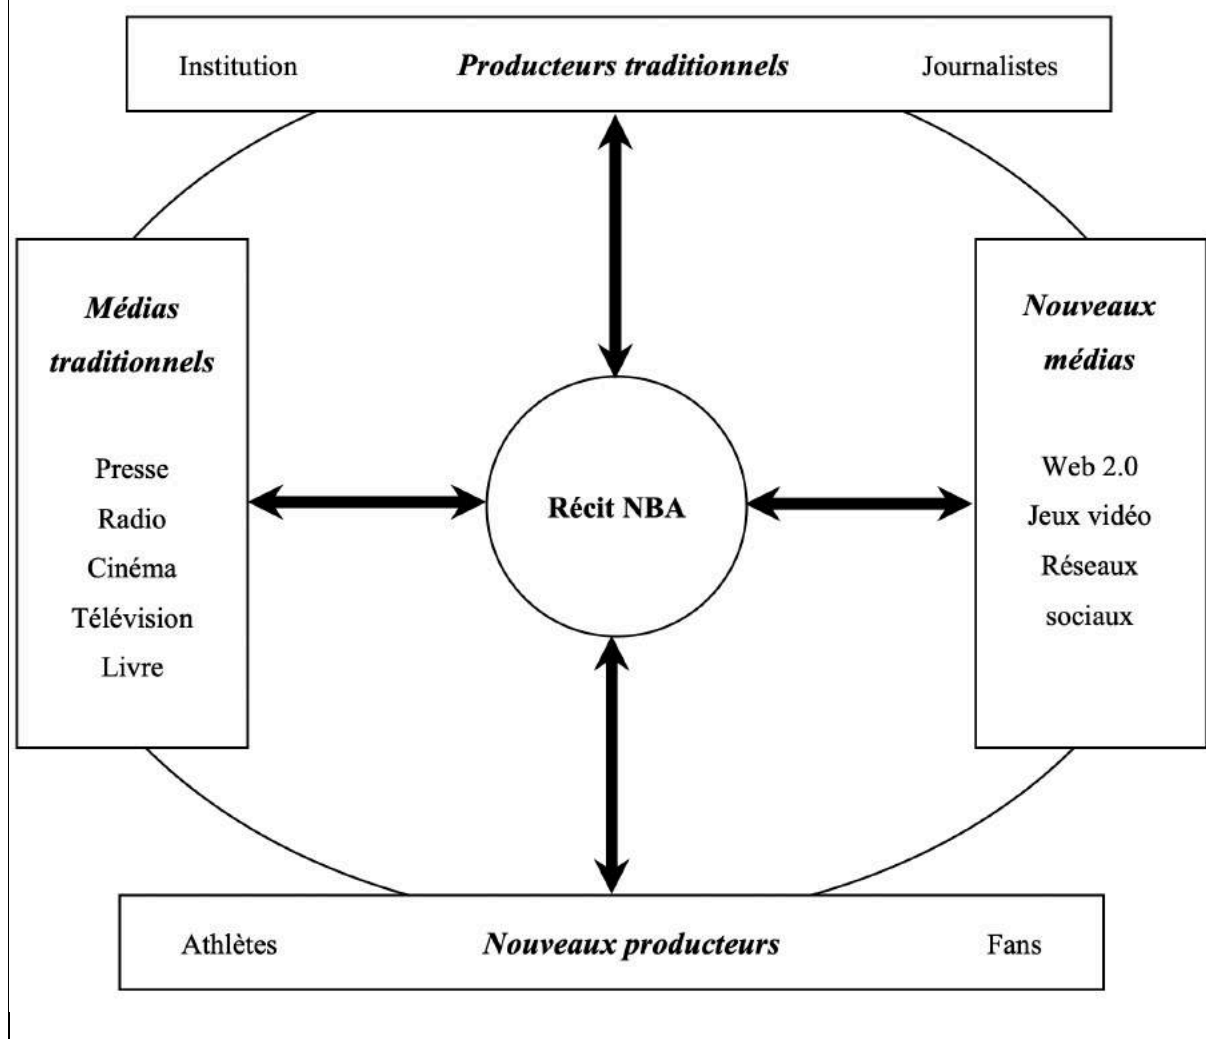 Institution Producteurs traditionnels Journalistes
Médias
traditionnels
Presse
Radio
Cinéma
Télévision
Livre
Récit NBA
Nouveaux
médias
Web 2.0
Jeux vidéo
Réseaux
sociaux
Athlètes Nouveaux producteurs Fans